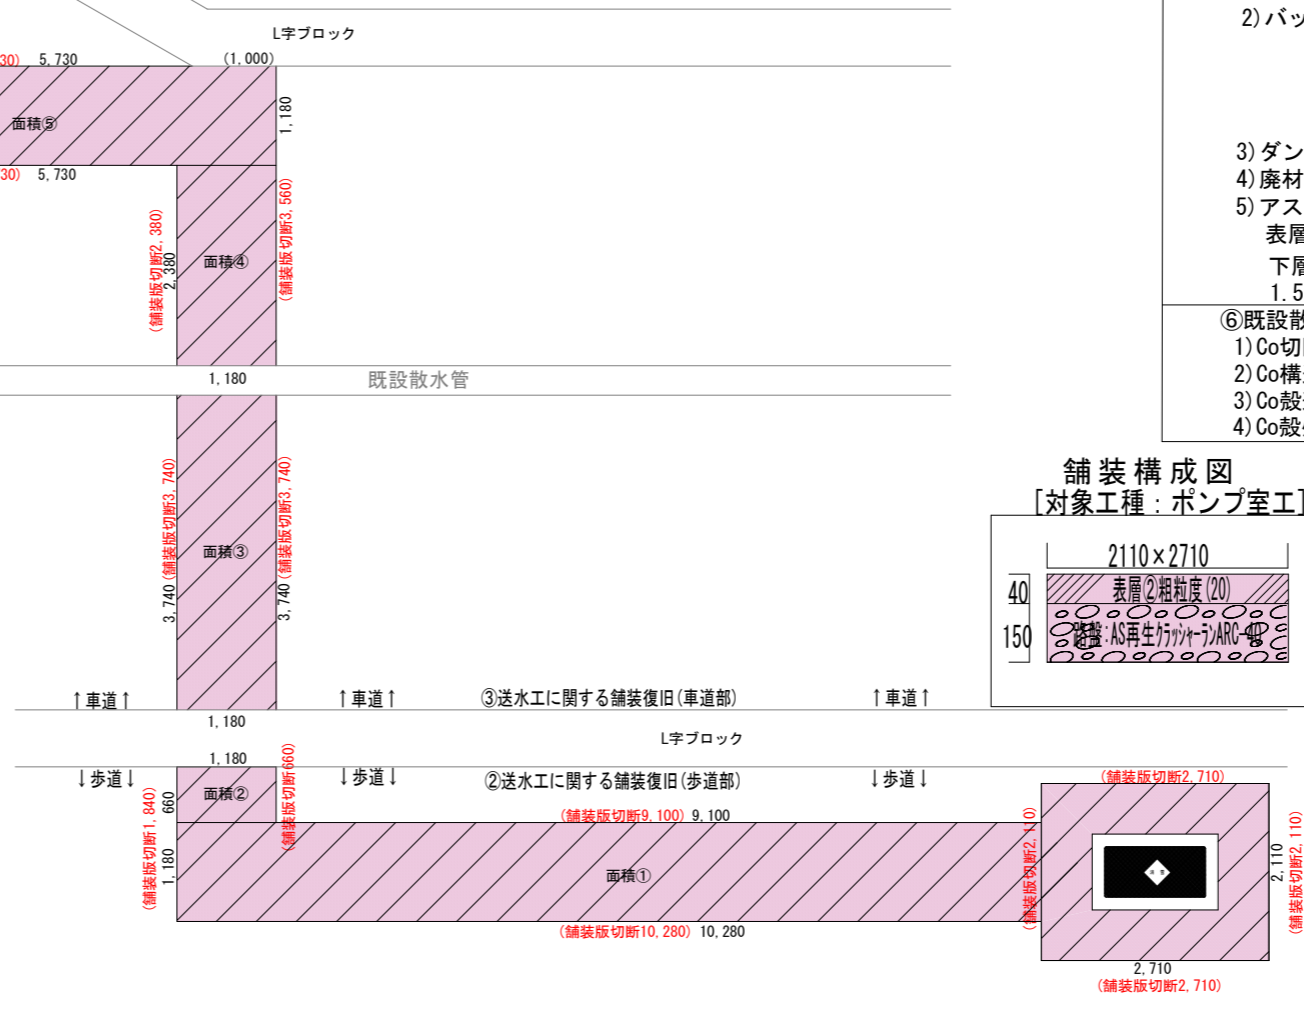 L字ブロック
30) 5,730
(1,000)
1,180
面積⑤
30) 5,730
(舗装版切断2,380)
2,380
面積④
(舗装版切断3,560)
1,180
既設散水管
3,740 (舗装版切断3,740)
面積③
3,740 (舗装版切断3,740)
↑車道↑
↑車道↑
③送水工に関する舗装復旧(車道部)
↑車道↑
1,180
L字ブロック
1,180
↓歩道↓
↓歩道↓
②送水工に関する舗装復旧(歩道部)
↓歩道↓
面積②
660
(舗装版切断660)
(舗装版切断1,840)
1,180
(舗装版切断9,100) 9,100
面積①
(舗装版切断10,280) 10,280
(舗装版切断2,710)
(舗装版切断2,110)
2,110
(舗装版切断2,110)
2,710
(舗装版切断2,710)
2)バッ
3)ダン
4)廃材
5)アス
表層
下層
1.5
⑥既設散
1)Co切
2)Co構
3)Co殻
4)Co殻
舗装構成図
[対象工種：ポンプ室工]
2110×2710
40
表層②粗粒度(20)
150
路盤:AS再生クラッシャーランARC-40